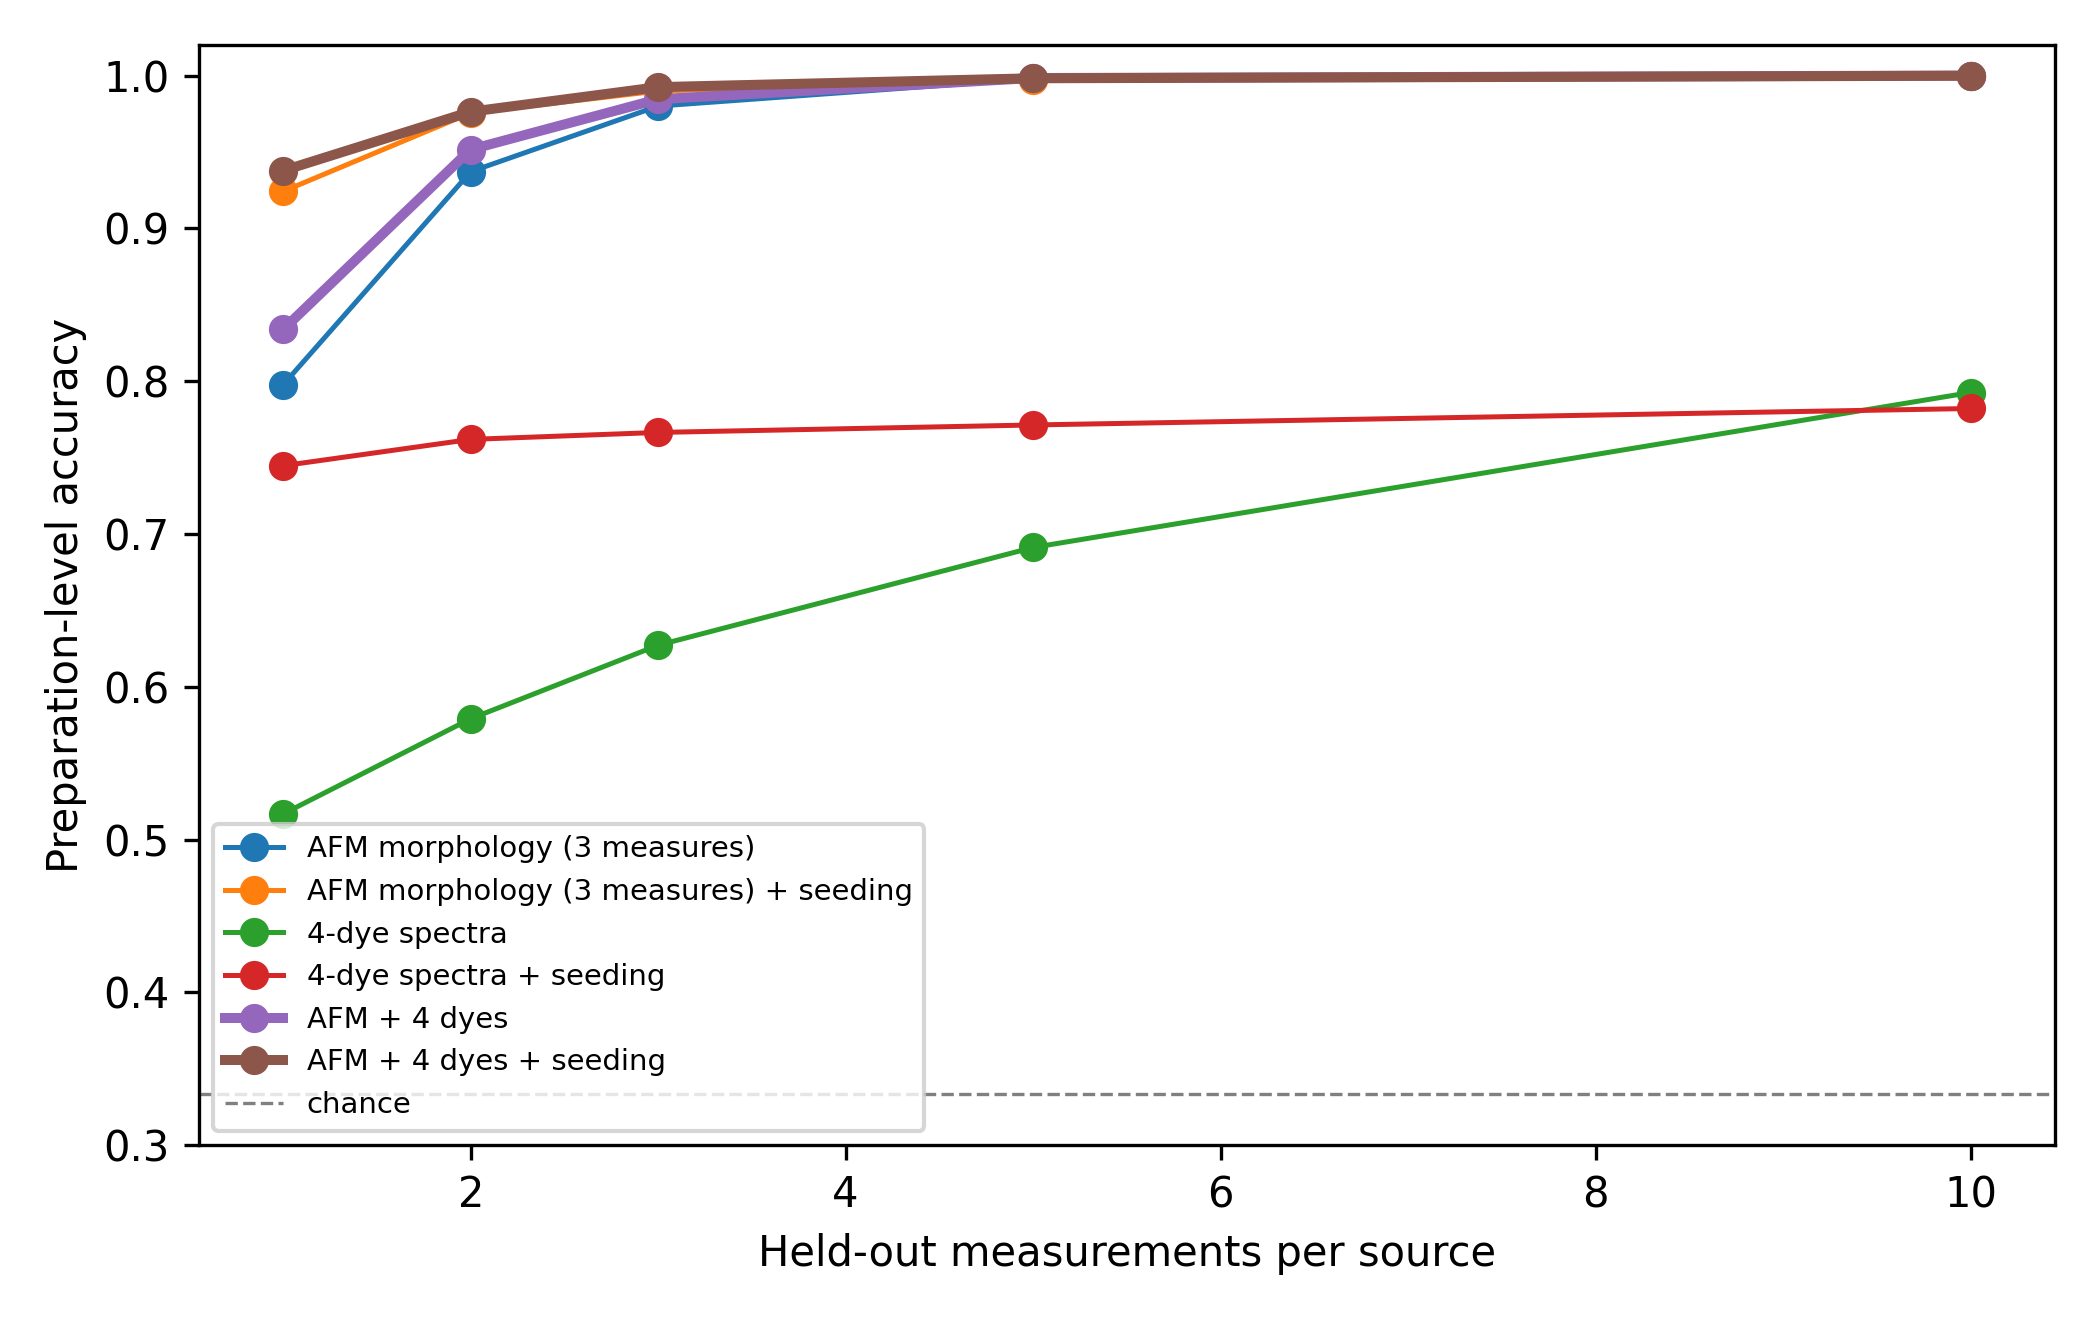 1.0
0.9
0.8
0.7
0.6
0.5
0.4
0.3
Preparation-level accuracy
AFM morphology (3 measures)
AFM morphology (3 measures) + seeding
4-dye spectra
4-dye spectra + seeding
AFM + 4 dyes
AFM + 4 dyes + seeding
chance
2 4 6 8 10
Held-out measurements per source